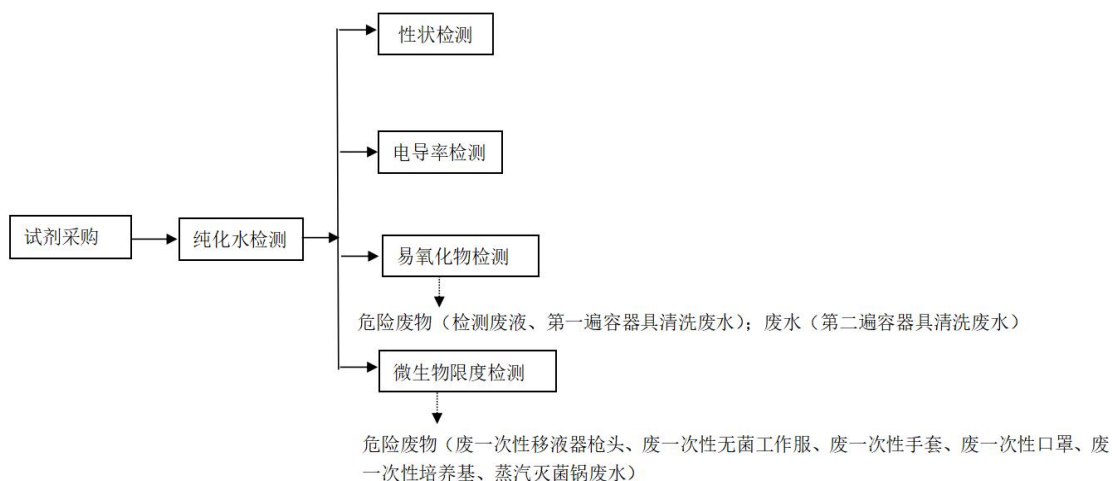 性状检测
电导率检测
试剂采购
纯化水检测
易氧化物检测
危险废物（检测废液、第一遍容器具清洗废水）；废水（第二遍容器具清洗废水）
微生物限度检测
危险废物（废一次性移液器枪头、废一次性无菌工作服、废一次性手套、废一次性口罩、废
一次性培养基、蒸汽灭菌锅废水）